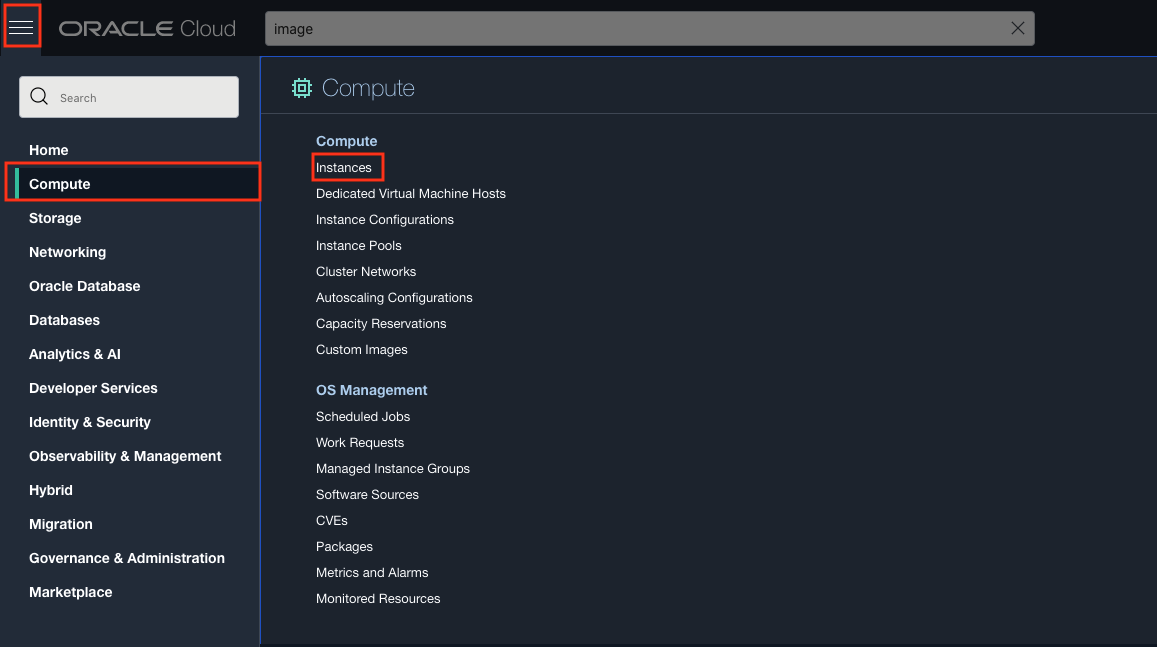 ORACLE Cloud
image
Search
Home
Compute
Storage
Networking
Oracle Database
Databases
Analytics & AI
Developer Services
Identity & Security
Observability & Management
Hybrid
Migration
Governance & Administration
Marketplace
Compute
Compute
Instances
Dedicated Virtual Machine Hosts
Instance Configurations
Instance Pools
Cluster Networks
Autoscaling Configurations
Capacity Reservations
Custom Images
OS Management
Scheduled Jobs
Work Requests
Managed Instance Groups
Software Sources
CVEs
Packages
Metrics and Alarms
Monitored Resources